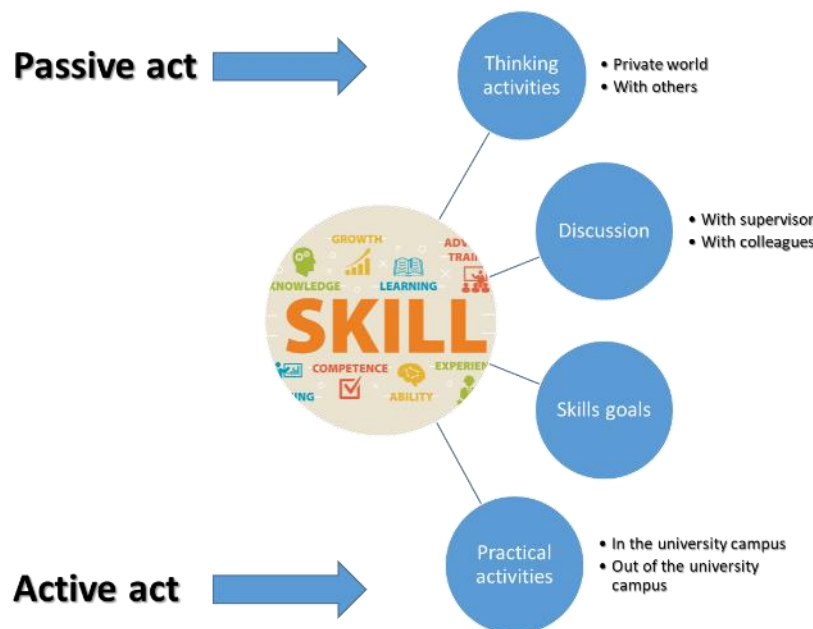 Passive act
Thinking
activities
• Private world
• With others
Discussion
• With supervisor
• With colleagues
GROWTH
KNOWLEDGE
LEARNING
SKILL
COMPETENCE
ABILITY
Skills goals
Active act
Practical
activities
• In the university campus
• Out of the university
campus